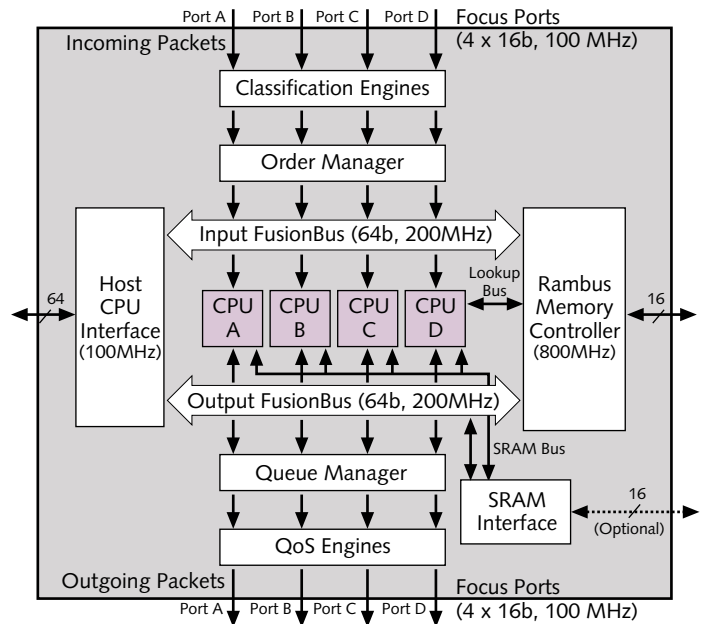 Port A Port B Port C Port D
Focus Ports
(4 x 16b, 100 MHz)
Incoming Packets
Classification Engines
Order Manager
Input FusionBus (64b, 200MHz)
Host
CPU
Interface
(100MHz)
64
CPU
A
CPU
B
CPU
C
CPU
D
Lookup
Bus
Rambus
Memory
Controller
(800MHz)
16
Output FusionBus (64b, 200MHz)
SRAM Bus
Queue Manager
SRAM
Interface
16
(Optional)
QoS Engines
Outgoing Packets
Port A Port B Port C Port D
Focus Ports
(4 x 16b, 100 MHz)